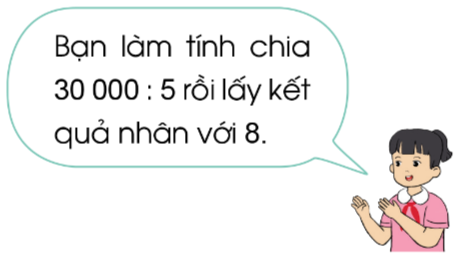 Bạn làm tính chia
30 000 : 5 rồi lấy kết
quả nhân với 8.